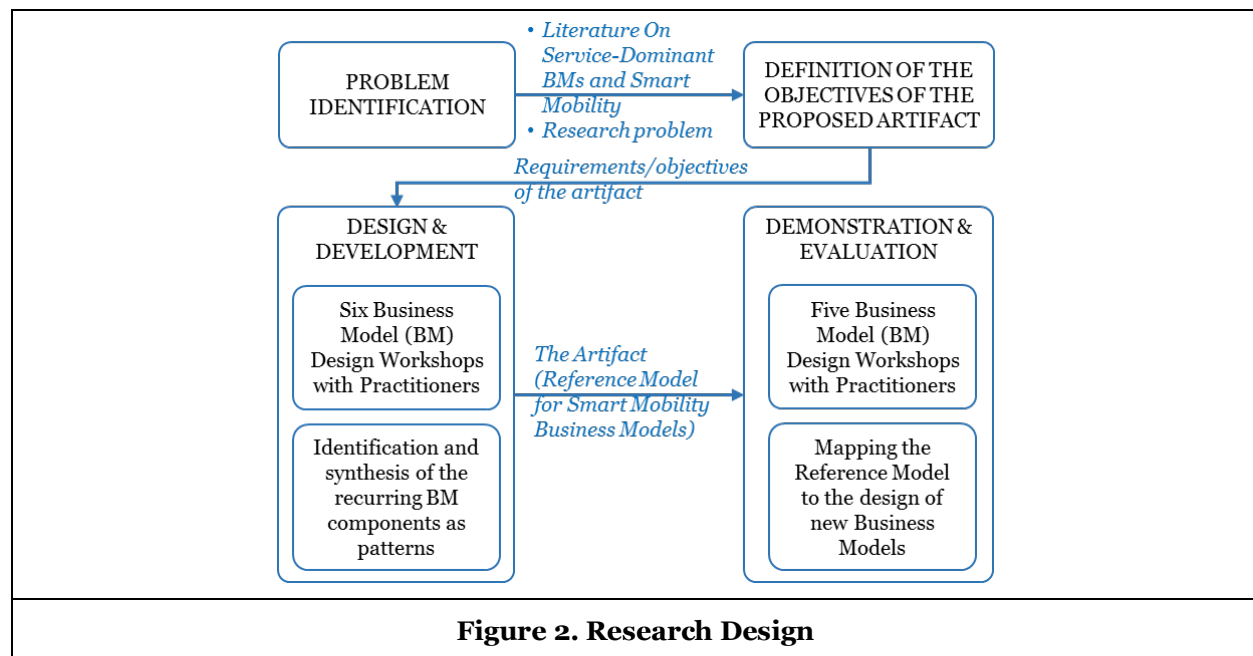 PROBLEM
IDENTIFICATION
• Literature On
Service-Dominant
BMs and Smart
Mobility
• Research problem
DEFINITION OF THE
OBJECTIVES OF THE
PROPOSED ARTIFACT
Requirements/objectives
of the artifact
DESIGN &
DEVELOPMENT
Six Business
Model (BM)
Design Workshops
with Practitioners
Identification and
synthesis of the
recurring BM
components as
patterns
The Artifact
(Reference Model
for Smart Mobility
Business Models)
DEMONSTRATION &
EVALUATION
Five Business
Model (BM)
Design Workshops
with Practitioners
Mapping the
Reference Model
to the design of
new Business
Models
Figure 2. Research Design